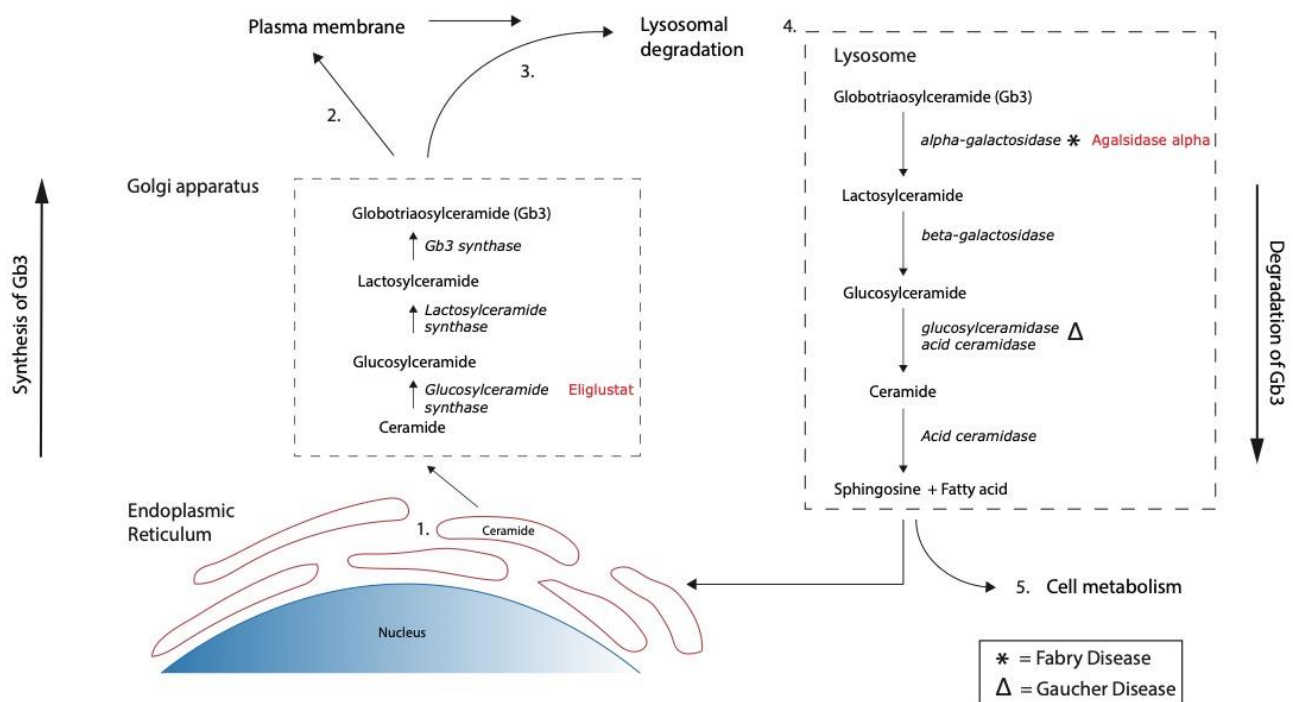 Plasma membrane
Lysosomal
degradation
2.
3.
4.
Golgi apparatus
Globotriaosylceramide (Gb3)
Gb3 synthase
Lactosylceramide
Lactosylceramide
synthase
Glucosylceramide
Glucosylceramide
synthase
Eliglustat
Ceramide
Synthesis of Gb3
Endoplasmic
Reticulum
1.
Ceramide
Nucleus
Lysosome
Globotriaosylceramide (Gb3)
alpha-galactosidase * Agalsidase alpha
Lactosylceramide
beta-galactosidase
Glucosylceramide
glucosylceramidase
acid ceramidase
Δ
Ceramide
Acid ceramidase
Sphingosine + Fatty acid
Degradation of Gb3
5. Cell metabolism
* = Fabry Disease
Δ = Gaucher Disease